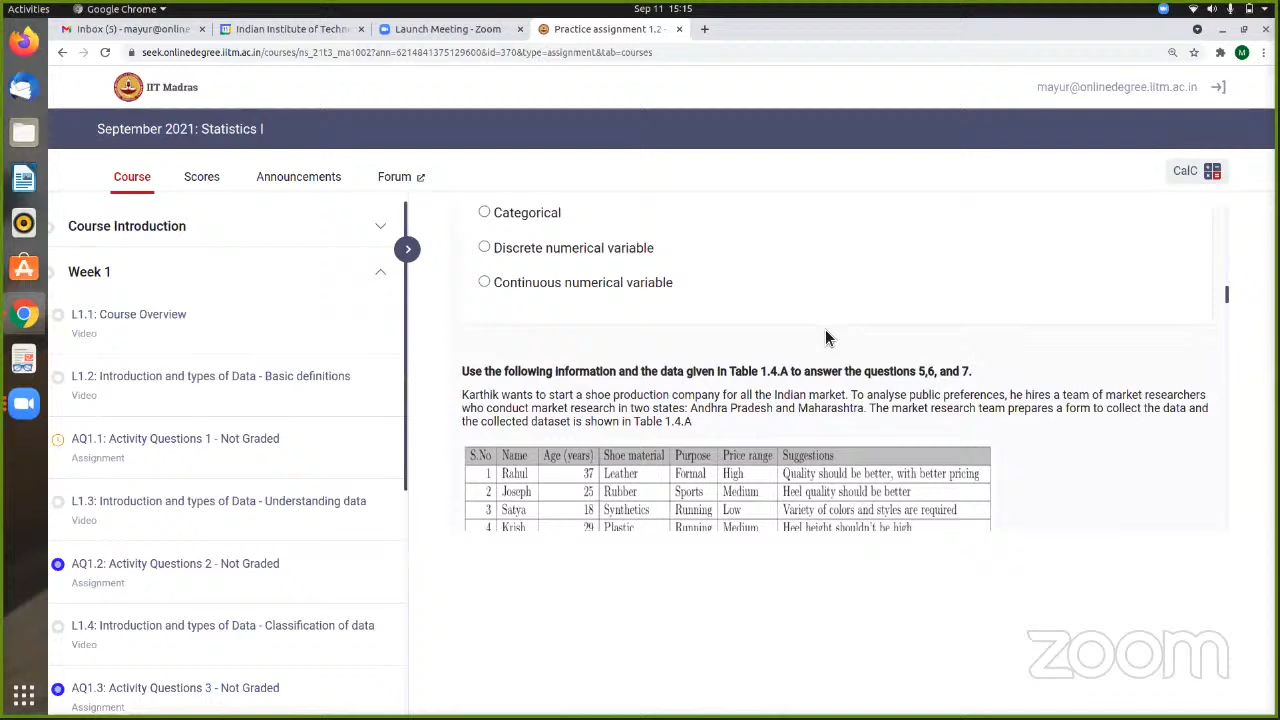 Activities Google Chrome Sep 11 15:15
Inbox (5) - mayur@online Indian Institute of Techn Launch Meeting - Zoom Practice assignment 1.2 -
seek.onlinedegree.iitm.ac.in/courses/ns_21t3_ma1002?ann=6214841375129600&id=370&type=assignment&tab=courses M
IIT Madras mayur@onlinedegree.iitm.ac.in
September 2021: Statistics I
Course Scores Announcements Forum CalC
Course Introduction
Week 1
L1.1: Course Overview
Video
L1.2: Introduction and types of Data - Basic definitions
Video
AQ1.1: Activity Questions 1 - Not Graded
Assignment
L1.3: Introduction and types of Data - Understanding data
Video
AQ1.2: Activity Questions 2 - Not Graded
Assignment
L1.4: Introduction and types of Data - Classification of data
Video
AQ1.3: Activity Questions 3 - Not Graded
Assignment
Categorical
Discrete numerical variable
Continuous numerical variable
Use the following information and the data given in Table 1.4.A to answer the questions 5,6, and 7.
Karthik wants to start a shoe production company for all the Indian market. To analyse public preferences, he hires a team of market researchers
who conduct market research in two states: Andhra Pradesh and Maharashtra. The market research team prepares a form to collect the data and
the collected dataset is shown in Table 1.4.A
S.No Name Age (years) Shoe material Purpose Price range Suggestions
1 Rahul 37 Leather Formal High Quality should be better, with better pricing
2 Joseph 25 Rubber Sports Medium Heel quality should be better
3 Satya 18 Synthetics Running Low Variety of colors and styles are required
4 Krish 29 Plastic Running Medium Heel height shouldn't be high
zoom